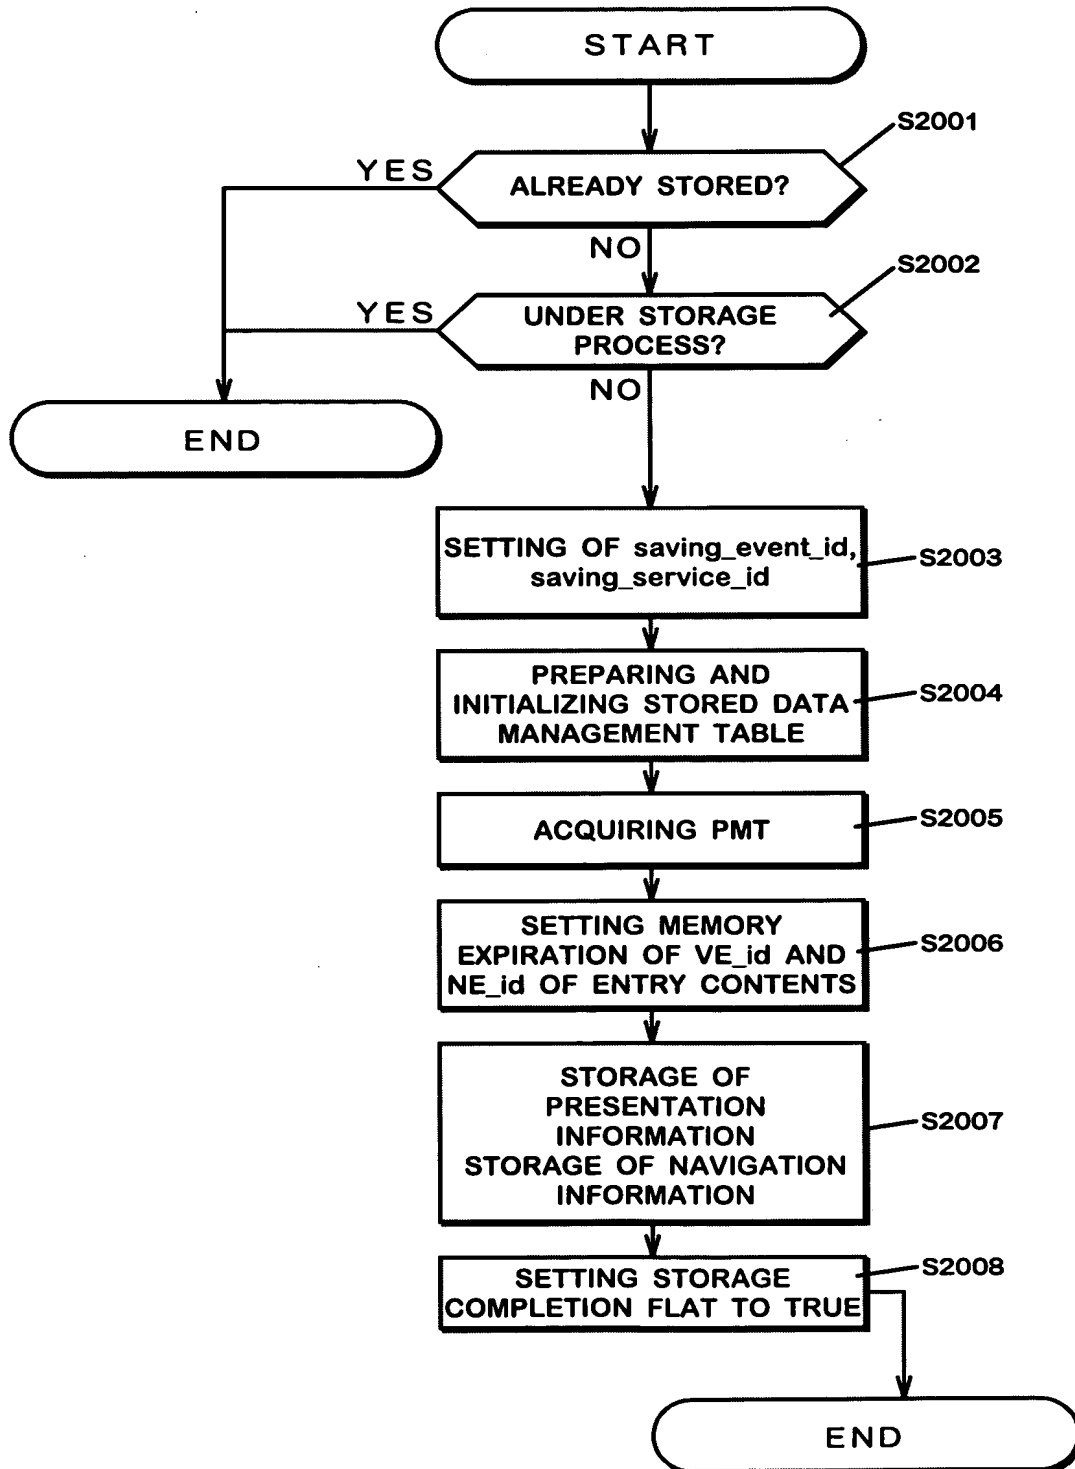 START
S2001
YES
ALREADY STORED?
NO
S2002
YES
UNDER STORAGE
PROCESS?
NO
END
SETTING OF saving_event_id,
saving_service_id
S2003
PREPARING AND
INITIALIZING STORED DATA
MANAGEMENT TABLE
S2004
ACQUIRING PMT
S2005
SETTING MEMORY
EXPIRATION OF VE_id AND
NE_id OF ENTRY CONTENTS
S2006
STORAGE OF
PRESENTATION
INFORMATION
STORAGE OF NAVIGATION
INFORMATION
S2007
SETTING STORAGE
COMPLETION FLAT TO TRUE
S2008
END